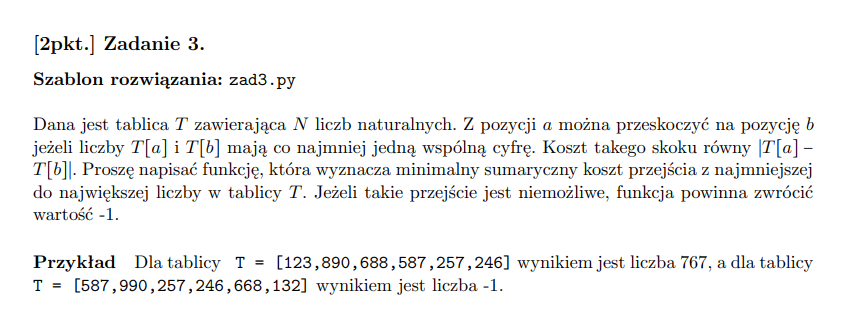 [2pkt.] Zadanie 3.
Szablon rozwiązania: zad3.py
Dana jest tablica T zawierająca N liczb naturalnych. Z pozycji a można przeskoczyć na pozycję b
jeżeli liczby T[a] i T[b] mają co najmniej jedną wspólną cyfrę. Koszt takego skoku równy |T[a] –
T[b]|. Proszę napisać funkcję, która wyznacza minimalny sumaryczny koszt przejścia z najmniejszej
do największej liczby w tablicy T. Jeżeli takie przejście jest niemożliwe, funkcja powinna zwrócić
wartość -1.
Przykład Dla tablicy T = [123,890,688,587,257,246] wynikiem jest liczba 767, a dla tablicy
T = [587,990,257,246,668,132] wynikiem jest liczba -1.